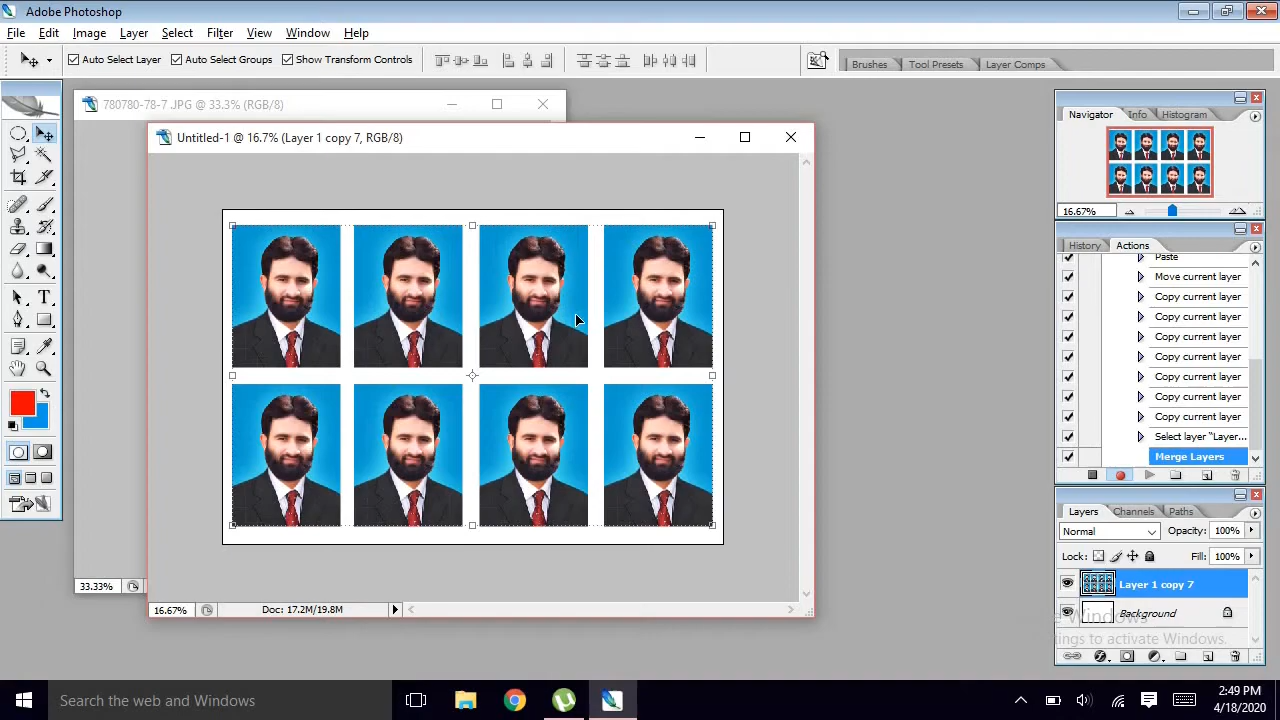 Adobe Photoshop
File Edit Image Layer Select Filter View Window Help
Auto Select Layer Auto Select Groups Show Transform Controls
Brushes Tool Presets Layer Comps
780780-78-7 .JPG @ 33.3% (RGB/8)
Untitled-1 @ 16.7% (Layer 1 copy 7, RGB/8)
Navigator Info Histogram
16.67%
History Actions
Paste
Move current layer
Copy current layer
Copy current layer
Copy current layer
Copy current layer
Copy current layer
Copy current layer
Copy current layer
Select layer “Layer...
Merge Layers
Layers Channels Paths
Normal Opacity: 100%
Lock: Fill: 100%
Layer 1 copy 7
Background
e Windows
tings to activate Windows.
33.33%
16.67% Doc: 17.2M/19.8M
Search the web and Windows
2:49 PM
4/18/2020